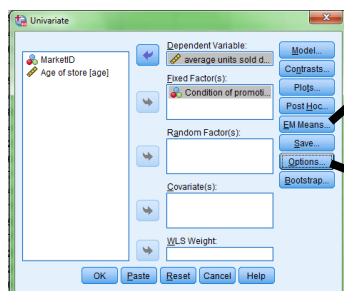 Univariate
MarketID
Age of store [age]
Dependent Variable:
average units sold d...
Fixed Factor(s):
Condition of promoti...
Random Factor(s):
Covariate(s):
WLS Weight:
Model...
Contrasts...
Plots...
Post Hoc...
EM Means...
Save...
Options...
Bootstrap...
OK Paste Reset Cancel Help